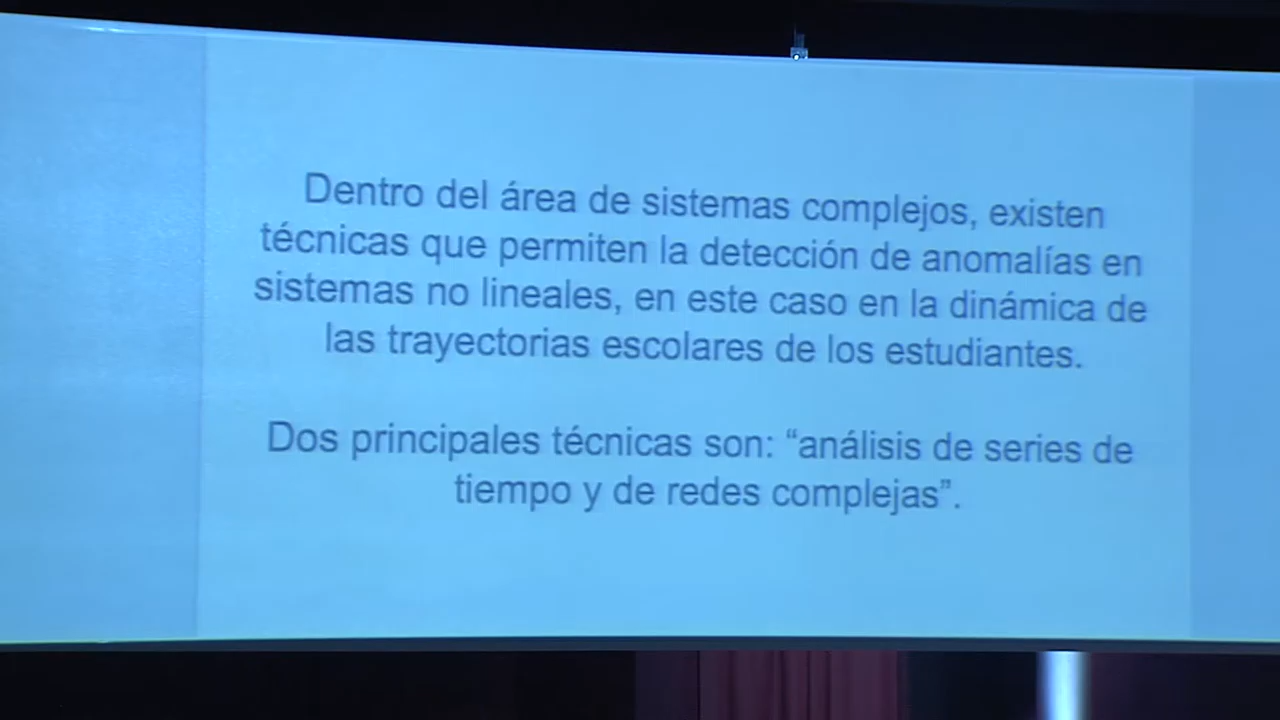 Dentro del área de sistemas complejos, existen
técnicas que permiten la detección de anomalías en
sistemas no lineales, en este caso en la dinámica de
las trayectorias escolares de los estudiantes.
Dos principales técnicas son: “análisis de series de
tiempo y de redes complejas”.